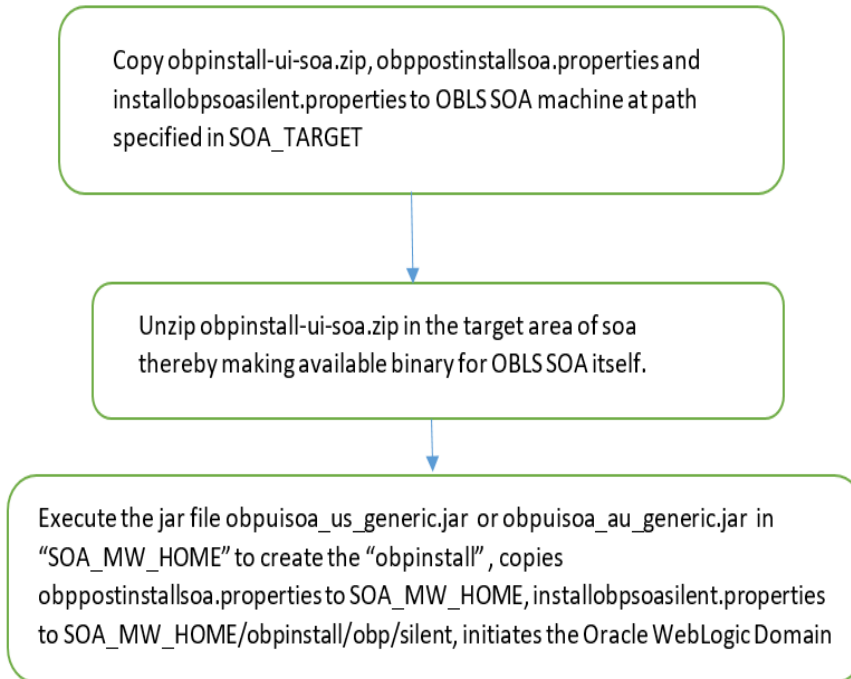 Copy obpinstall-ui-soa.zip, obppostinstallsoa.properties and
installobpsoasilent.properties to OBLS SOA machine at path
specified in SOA_TARGET
Unzip obpinstall-ui-soa.zip in the target area of soa
thereby making available binary for OBLS SOA itself.
Execute the jar file obpuisoa_us_generic.jar or obpuisoa_au_generic.jar in
“SOA_MW_HOME” to create the “obpinstall” , copies
obppostinstallsoa.properties to SOA_MW_HOME, installobpsoasilent.properties
to SOA_MW_HOME/obpinstall/obp/silent, initiates the Oracle WebLogic Domain